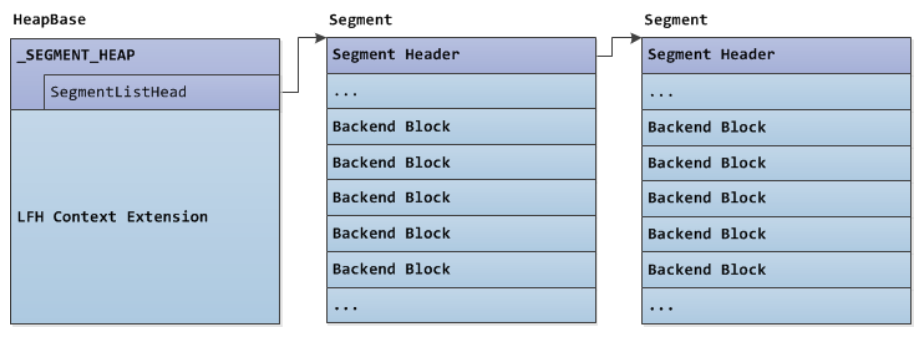 HeapBase
_SEGMENT_HEAP
SegmentListHead
LFH Context Extension
Segment
Segment Header
...
Backend Block
Backend Block
Backend Block
Backend Block
Backend Block
...
Segment
Segment Header
...
Backend Block
Backend Block
Backend Block
Backend Block
Backend Block
...